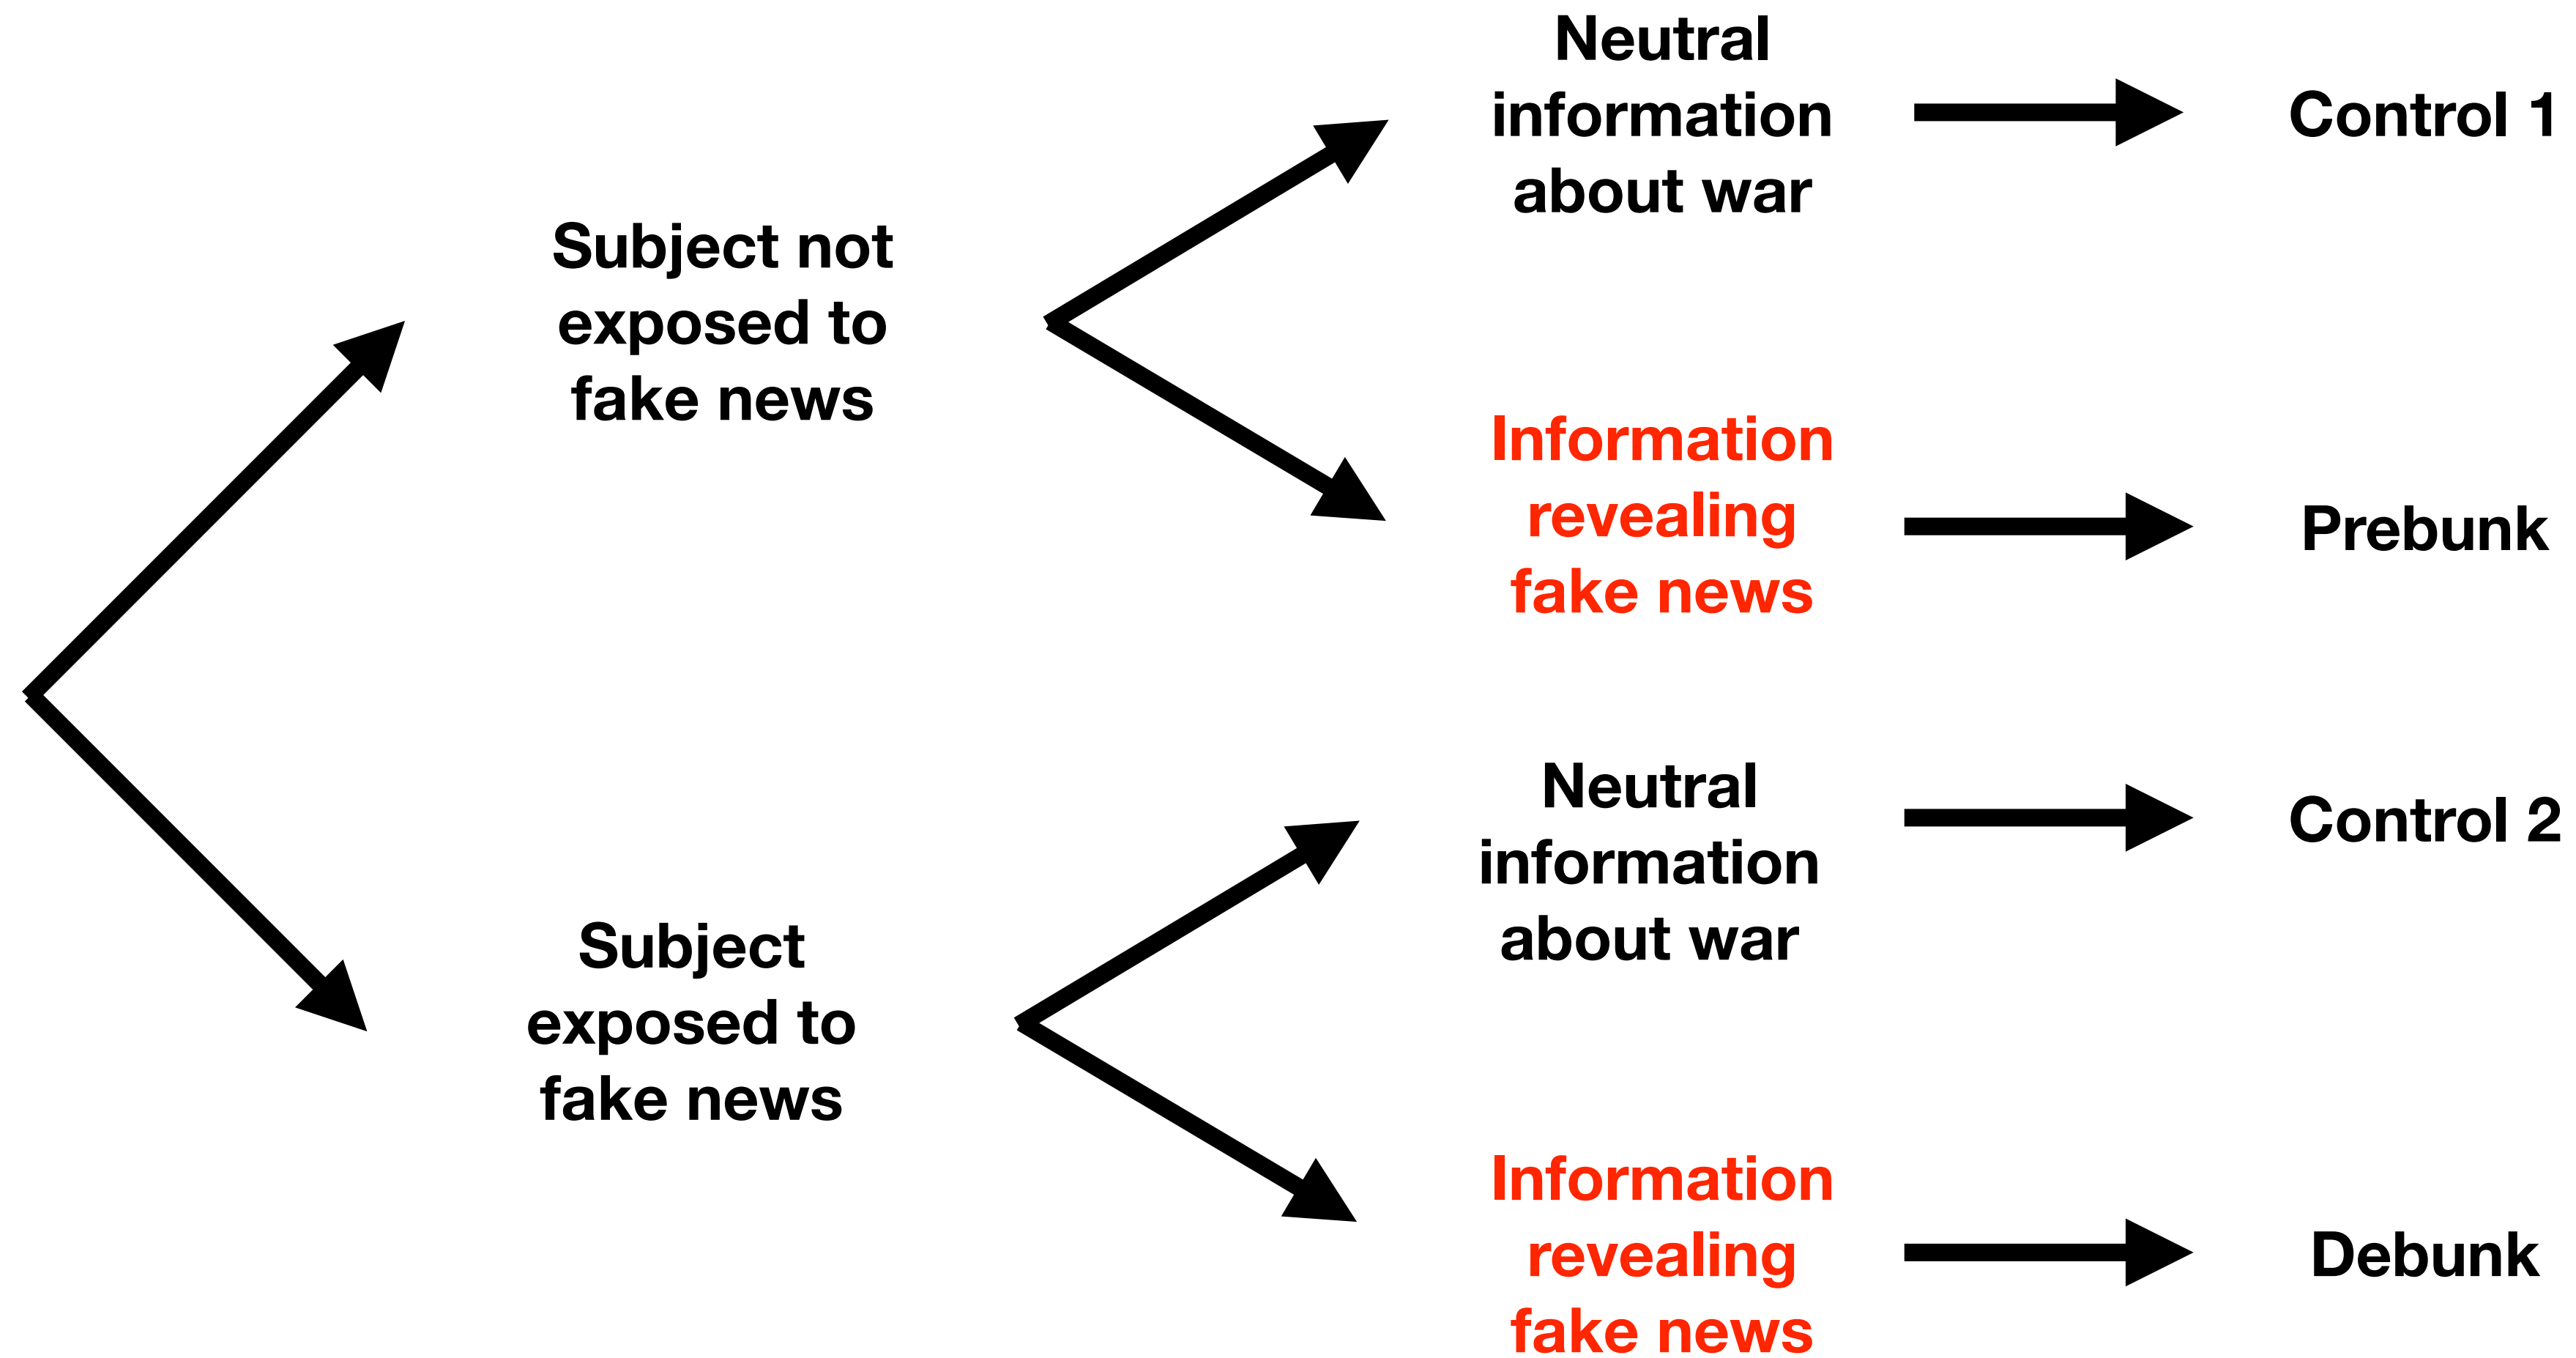 Subject not
exposed to
fake news
Neutral
information
about war
Control 1
Information
revealing
fake news
Prebunk
Subject
exposed to
fake news
Neutral
information
about war
Control 2
Information
revealing
fake news
Debunk